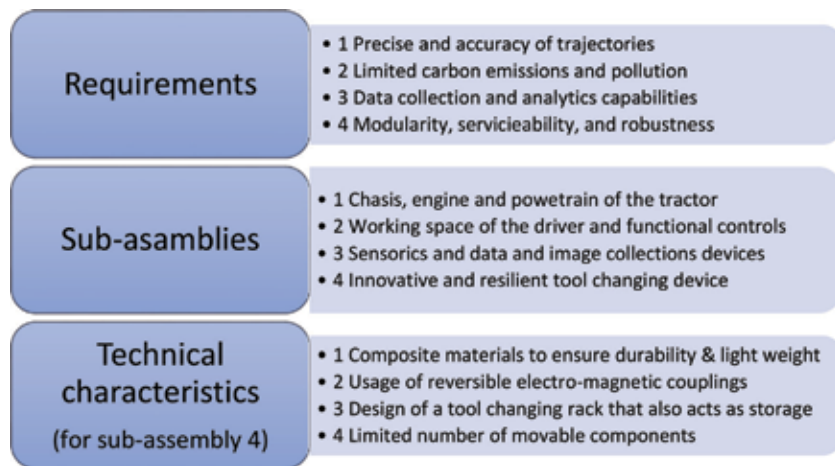 Requirements
• 1 Precise and accuracy of trajectories
• 2 Limited carbon emissions and pollution
• 3 Data collection and analytics capabilities
• 4 Modularity, servicieability, and robustness
Sub-asamblies
• 1 Chasis, engine and powetrain of the tractor
• 2 Working space of the driver and functional controls
• 3 Sensorics and data and image collections devices
• 4 Innovative and resilient tool changing device
Technical
characteristics
(for sub-assembly 4)
• 1 Composite materials to ensure durability & light weight
• 2 Usage of reversible electro-magnetic couplings
• 3 Design of a tool changing rack that also acts as storage
• 4 Limited number of movable components